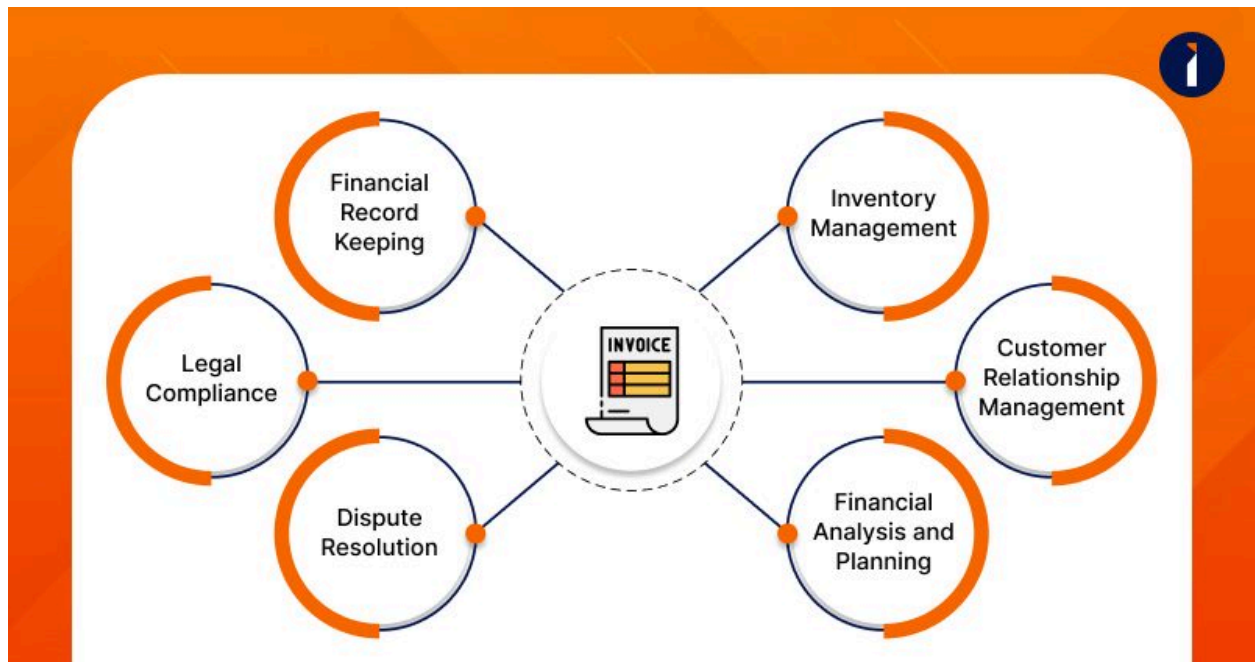 Financial
Record
Keeping
Inventory
Management
Legal
Compliance
INVOICE
Customer
Relationship
Management
Dispute
Resolution
Financial
Analysis and
Planning